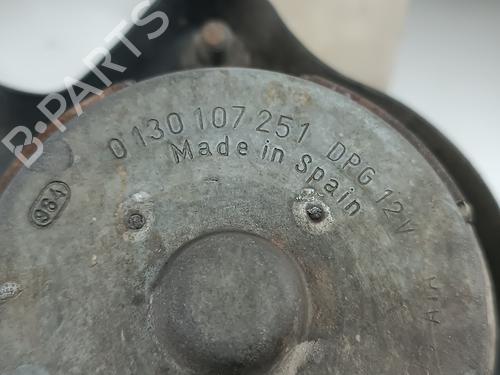 B-PARTS
0 130 107 251 DPG 12V
Made in Spain
984